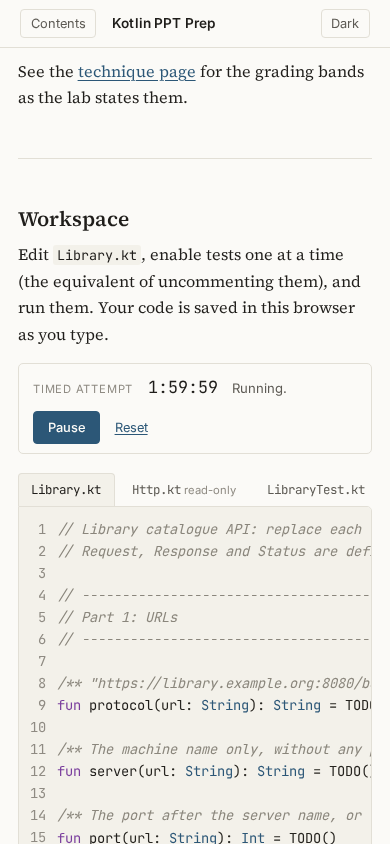 Contents Kotlin PPT Prep Dark
See the technique page for the grading bands
as the lab states them.
Workspace
Edit Library.kt, enable tests one at a time
(the equivalent of uncommenting them), and
run them. Your code is saved in this browser
as you type.
TIMED ATTEMPT 1:59:59 Running.
Pause Reset
Library.kt Http.kt read-only LibraryTest.kt
1 // Library catalogue API: replace each
2 // Request, Response and Status are def
3
4 // -----------------------------------
5 // Part 1: URLs
6 // -----------------------------------
7
8 /** "https://library.example.org:8080/b
9 fun protocol(url: String): String = TODO
10
11 /** The machine name only, without any
12 fun server(url: String): String = TODO()
13
14 /** The port after the server name, or
15 fun port(url: String): Int = TODO()